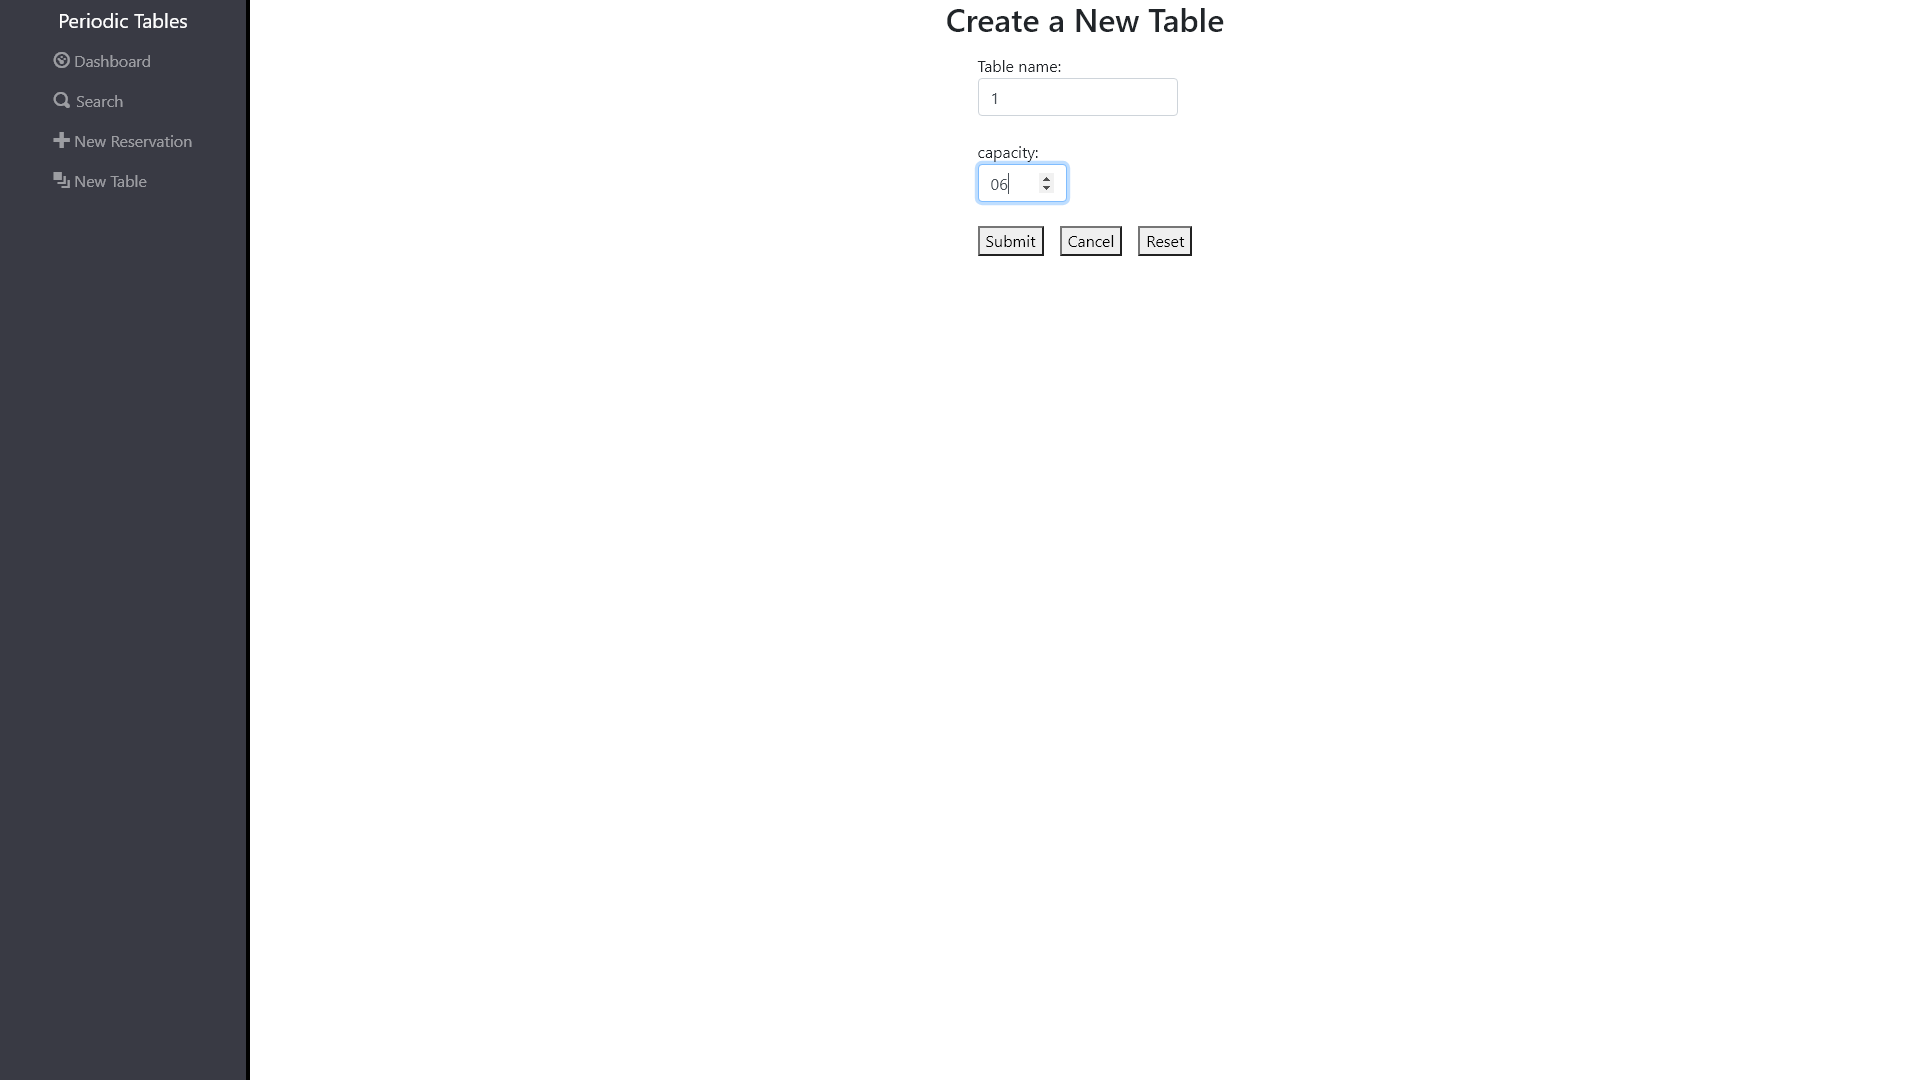 Periodic Tables
Dashboard
Search
New Reservation
New Table
Create a New Table
Table name:
1
capacity:
06
Submit Cancel Reset